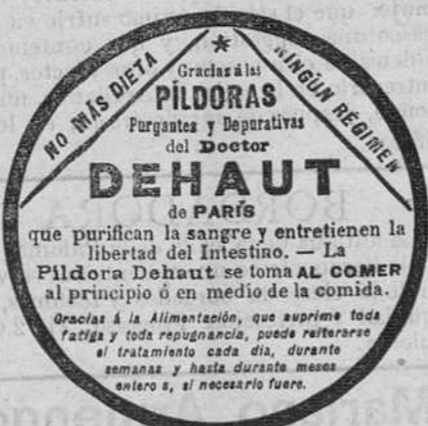 NO MÁS DIETA
*
NINGÚN RÉGIMEN
Gracias á las
PÍLDORAS
Purgantes y Depurativas
del Doctor
DEHAUT
de PARÍS
que purifican la sangre y entretienen la
libertad del Intestino. — La
Píldora Dehaut se toma AL COMER
al principio ó en medio de la comida.
Gracias á la Alimentación, que suprime toda
fatiga y toda repugnancia, puede reiterarse
el tratamiento cada día, durante
semanas y hasta durante meses
entero s, si necesario fuere.